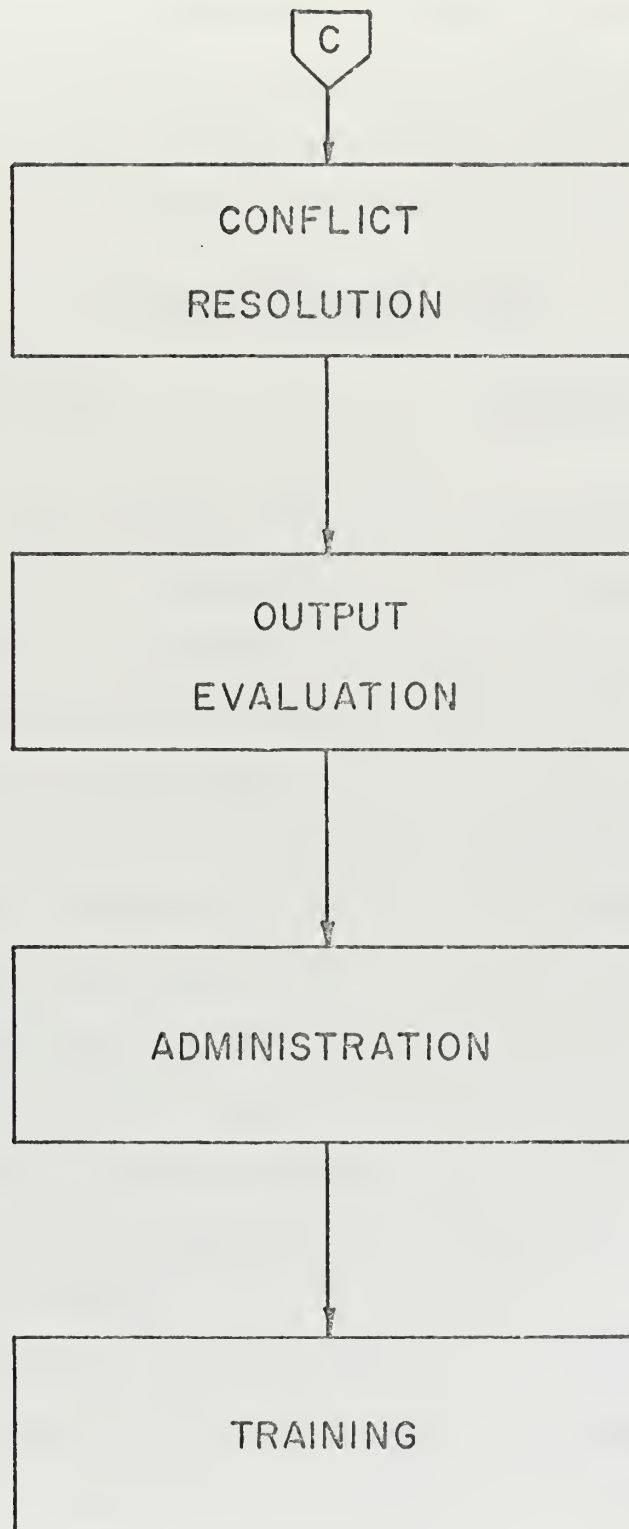 C
CONFLICT
RESOLUTION
OUTPUT
EVALUATION
ADMINISTRATION
TRAINING